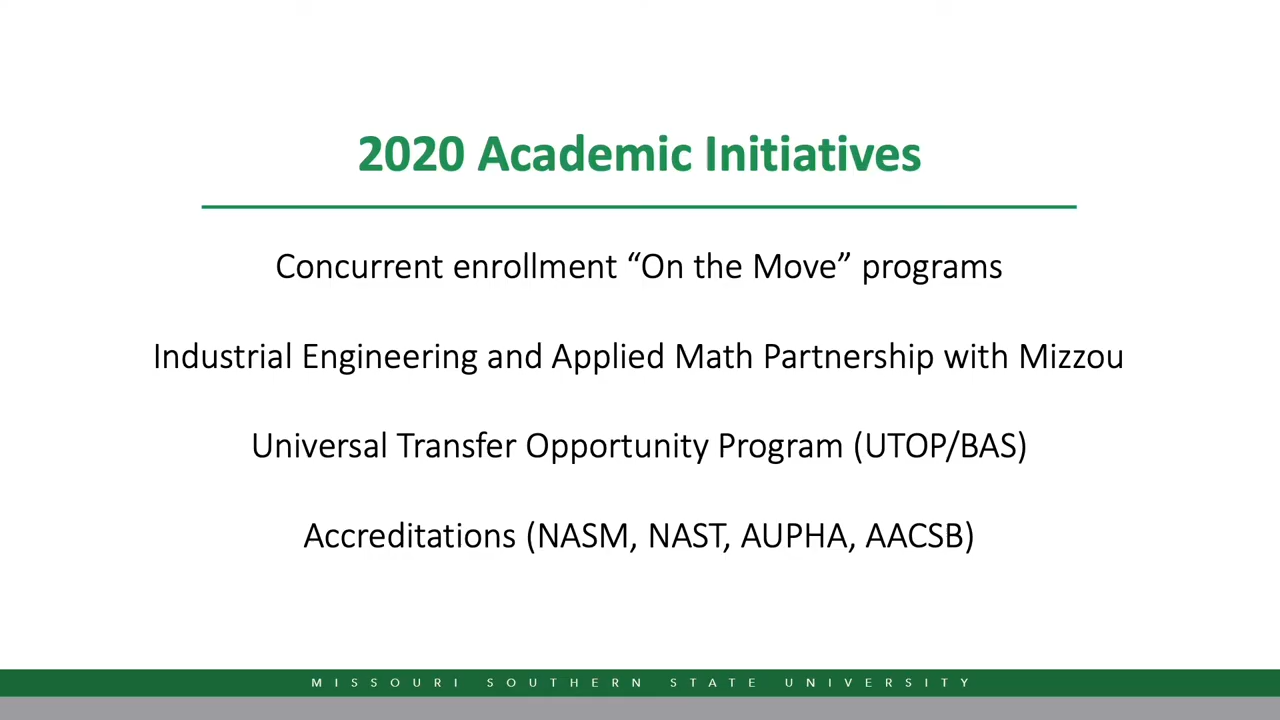 2020 Academic Initiatives
Concurrent enrollment “On the Move” programs
Industrial Engineering and Applied Math Partnership with Mizzou
Universal Transfer Opportunity Program (UTOP/BAS)
Accreditations (NASM, NAST, AUPHA, AACSB)
MISSOURI SOUTHERN STATE UNIVERSITY